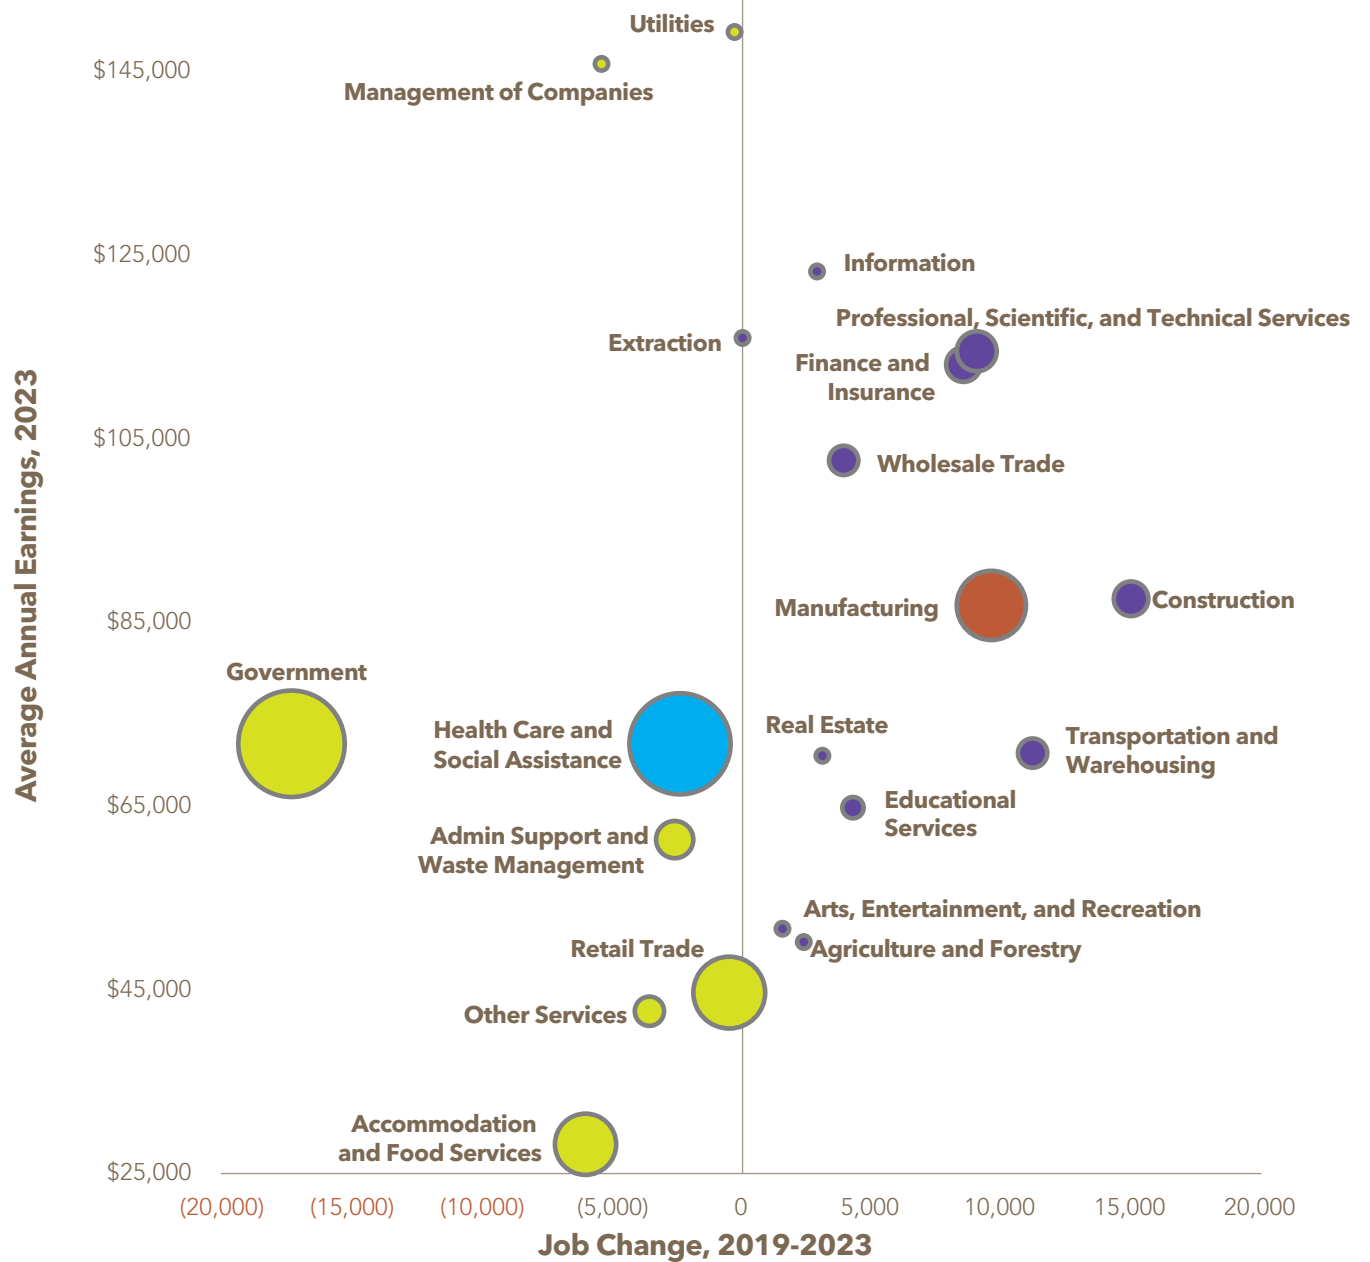 Utilities
$145,000
Management of Companies
$125,000
Information
Professional, Scientific, and Technical Services
Extraction
Finance and
Insurance
$105,000
Wholesale Trade
Average Annual Earnings, 2023
Manufacturing
Construction
$85,000
Government
Health Care and
Social Assistance
Real Estate
Transportation and
Warehousing
$65,000
Educational
Services
Admin Support and
Waste Management
Arts, Entertainment, and Recreation
Agriculture and Forestry
Retail Trade
$45,000
Other Services
Accommodation
and Food Services
$25,000
(20,000) (15,000) (10,000) (5,000) 0 5,000 10,000 15,000 20,000
Job Change, 2019-2023